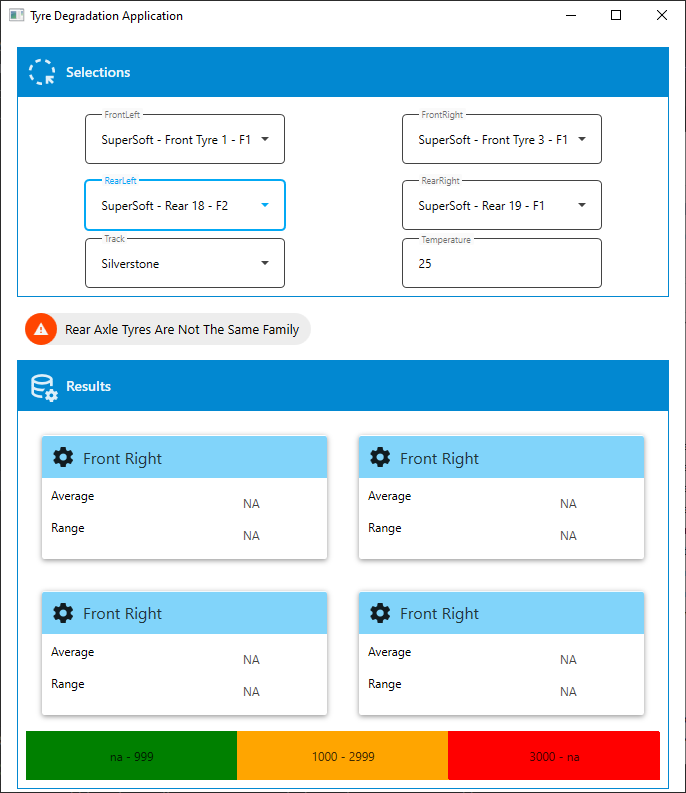 Tyre Degradation Application
Selections
FrontLeft
FrontRight
SuperSoft - Front Tyre 1 - F1
SuperSoft - Front Tyre 3 - F1
RearLeft
RearRight
SuperSoft - Rear 18 - F2
SuperSoft - Rear 19 - F1
Track
Temperature
Silverstone
25
Rear Axle Tyres Are Not The Same Family
Results
Front Right
Front Right
Average
NA
Average
NA
Range
NA
Range
NA
Front Right
Front Right
Average
NA
Average
NA
Range
NA
Range
NA
na - 999
1000 - 2999
3000 - na